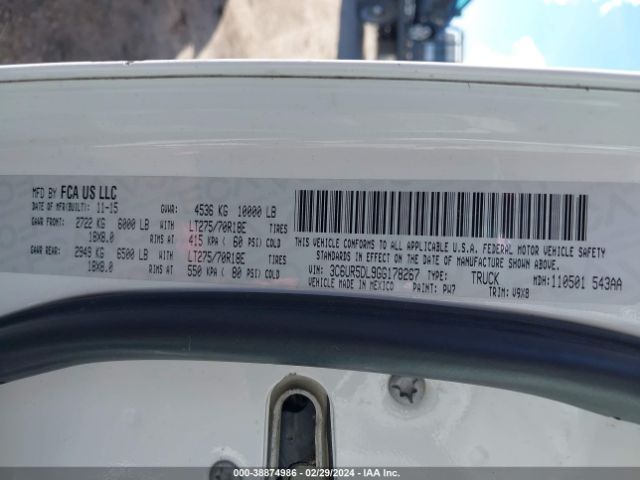 MFD BY FCA US LLC
DATE OF MFR(BUILT): 11-15 GVWR: 4536 KG 10000 LB
GAWR FRONT: 2722 KG 6000 LB WITH LT275/70R18E TIRES
18X8.0 RIMS AT 415 KPA ( 60 PSI) COLD
GAWR REAR: 2949 KG 6500 LB WITH LT275/70R18E TIRES
18X8.0 RIMS AT 550 KPA ( 80 PSI) COLD
THIS VEHICLE CONFORMS TO ALL APPLICABLE U.S.A. FEDERAL MOTOR VEHICLE SAFETY
STANDARDS IN EFFECT ON THE DATE OF MANUFACTURE SHOWN ABOVE.
VIN: 3C6UR5DL9GG178267 TYPE: TRUCK MDH: 110501 543AA
VEHICLE MADE IN MEXICO PAINT: PW7 TRIM: V9X8
000-38874986 - 02/29/2024 - IAAI.COM